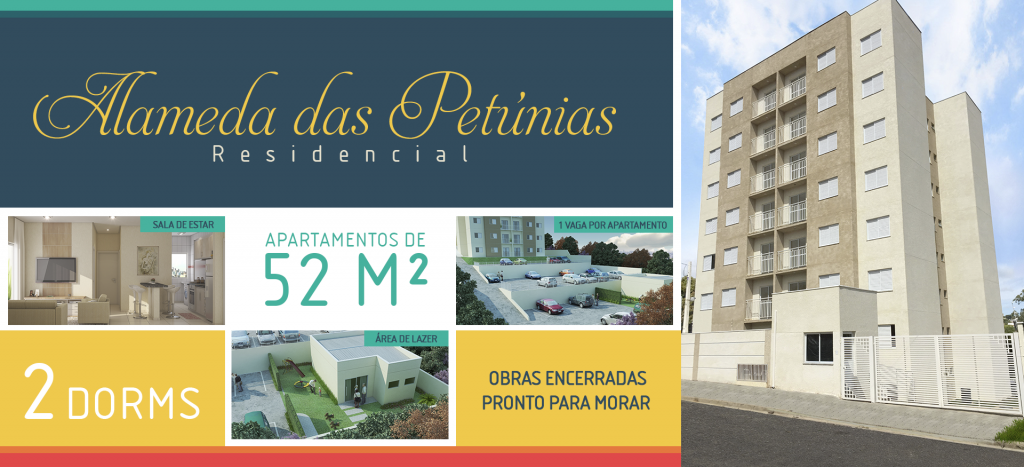 Alameda das Petúnias
Residencial
SALA DE ESTAR
APARTAMENTOS DE
52 M²
1 VAGA POR APARTAMENTO
2 DORMS
ÁREA DE LAZER
OBRAS ENCERRADAS
PRONTO PARA MORAR